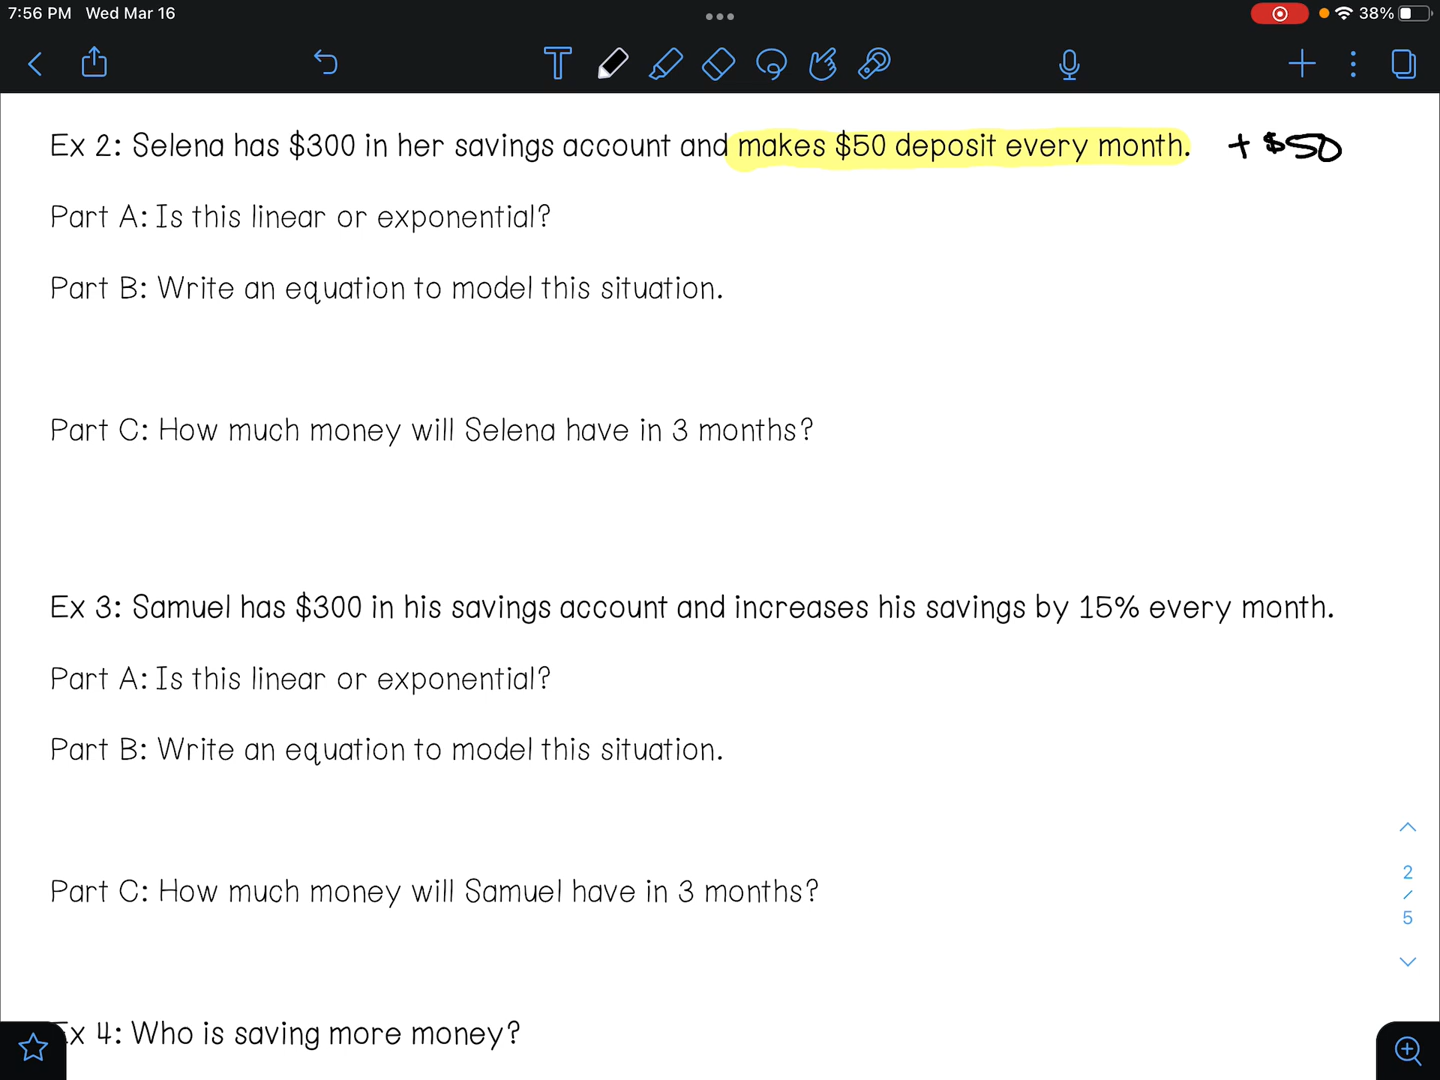 7:56 PM Wed Mar 16
38%
T
Ex 2: Selena has $300 in her savings account and makes $50 deposit every month. + $50
Part A: Is this linear or exponential?
Part B: Write an equation to model this situation.
Part C: How much money will Selena have in 3 months?
Ex 3: Samuel has $300 in his savings account and increases his savings by 15% every month.
Part A: Is this linear or exponential?
Part B: Write an equation to model this situation.
Part C: How much money will Samuel have in 3 months?
2
/
5
Ex 4: Who is saving more money?